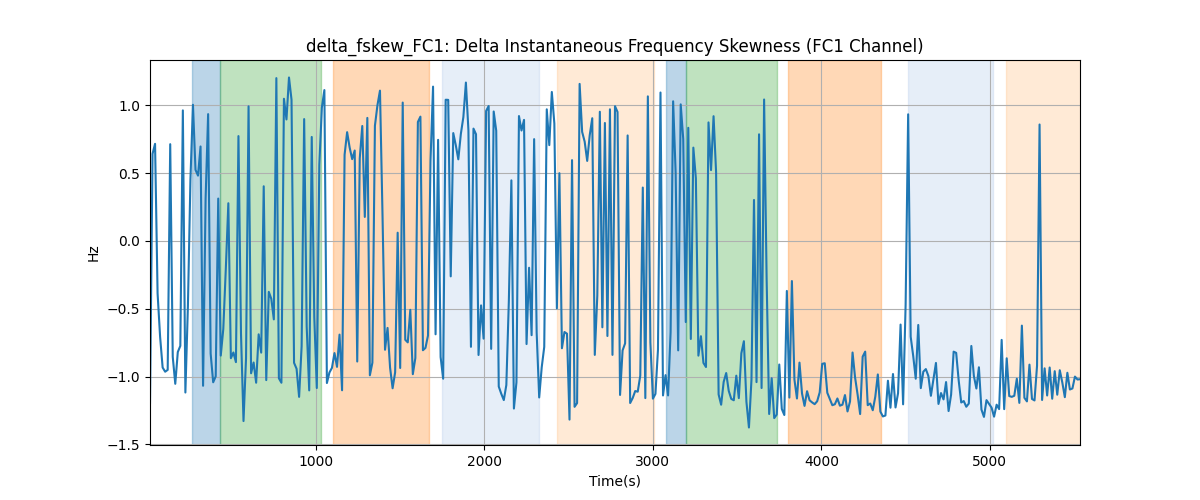 delta_fskew_FC1: Delta Instantaneous Frequency Skewness (FC1 Channel)
1.0
0.5
0.0
−0.5
−1.0
−1.5
Hz
1000 2000 3000 4000 5000
Time(s)